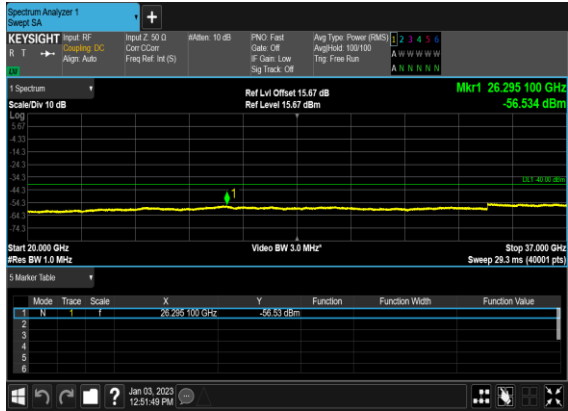 Spectrum Analyzer 1
Swept SA
+
KEYSIGHT Input: RF Input Z: 50 Ω #Atten: 10 dB PNO: Fast Avg Type: Power (RMS) 1 2 3 4 5 6
R T Coupling: DC Corr CCorr Gate: Off Avg|Hold: 100/100 A W W W W W
Align: Auto Freq Ref: Int (S) IF Gain: Low Trig: Free Run
LU Sig Track: Off A N N N N N
1 Spectrum Ref Lvl Offset 15.67 dB Mkr1 26.295 100 GHz
Scale/Div 10 dB Ref Level 15.67 dBm -56.534 dBm
Log
5.67
-4.33
-14.3
-24.3
-34.3 DL1 -40.00 dBm
-44.3 1
-54.3
-64.3
-74.3
Start 20.000 GHz Video BW 3.0 MHz* Stop 37.000 GHz
#Res BW 1.0 MHz Sweep 29.3 ms (40001 pts)
5 Marker Table
Mode Trace Scale X Y Function Function Width Function Value
1 N 1 f 26.295 100 GHz -56.53 dBm
2
3
4
5
6
? Jan 03, 2023
12:51:49 PM